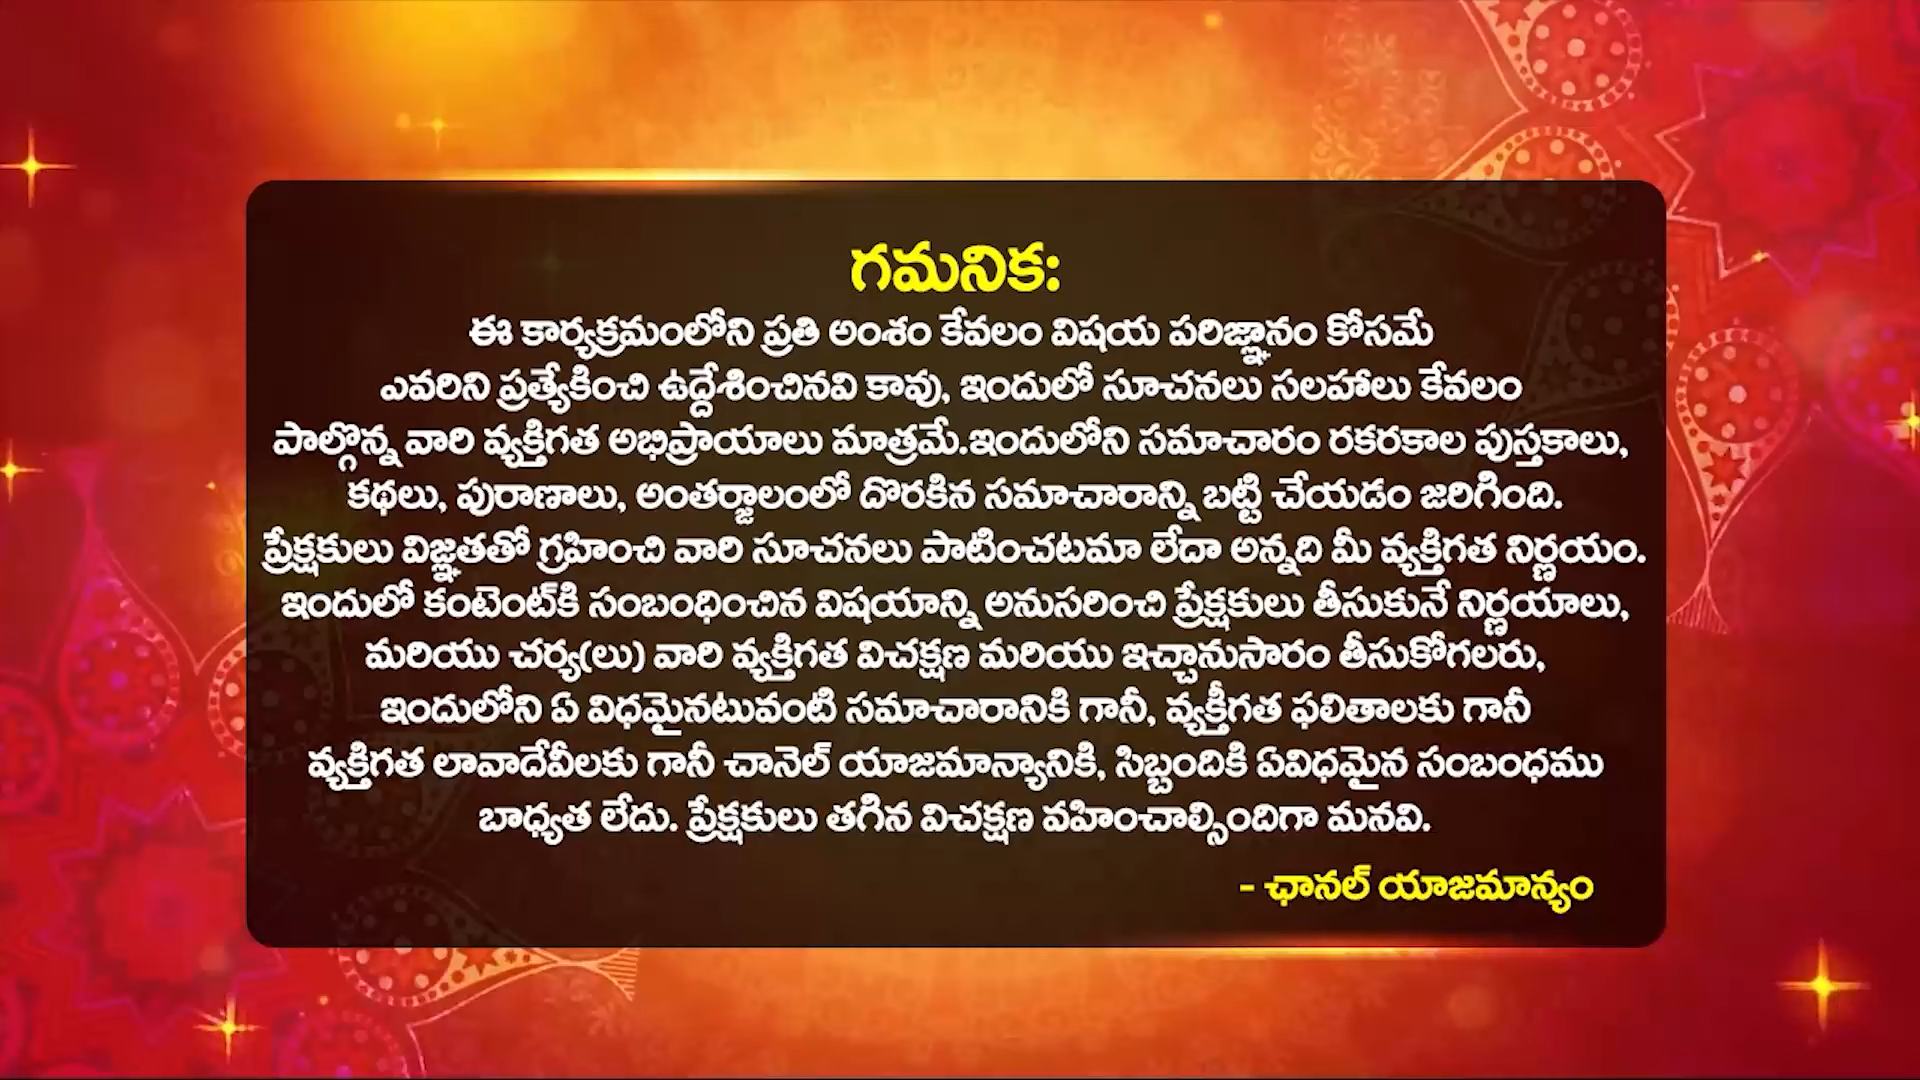 గమనిక:
ఈ కార్యక్రమంలోని ప్రతి అంశం కేవలం విషయ పరిజ్ఞానం కోసమే
ఎవరిని ప్రత్యేకించి ఉద్దేశించినవి కావు, ఇందులో సూచనలు సలహాలు కేవలం
పాల్గొన్న వారి వ్యక్తిగత అభిప్రాయాలు మాత్రమే.ఇందులోని సమాచారం రకరకాల పుస్తకాలు,
కథలు, పురాణాలు, అంతర్జాలంలో దొరకిన సమాచారాన్ని బట్టి చేయడం జరిగింది.
ప్రేక్షకులు విజ్ఞతతో గ్రహించి వారి సూచనలు పాటించటమా లేదా అన్నది మీ వ్యక్తిగత నిర్ణయం.
ఇందులో కంటెంట్‌కి సంబంధించిన విషయాన్ని అనుసరించి ప్రేక్షకులు తీసుకునే నిర్ణయాలు,
మరియు చర్య(లు) వారి వ్యక్తిగత విచక్షణ మరియు ఇచ్ఛానుసారం తీసుకోగలరు,
ఇందులోని ఏ విధమైనటువంటి సమాచారానికి గానీ, వ్యక్తీగత ఫలితాలకు గానీ
వ్యక్తిగత లావాదేవీలకు గానీ చానెల్ యాజమాన్యానికి, సిబ్బందికి ఏవిధమైన సంబంధము
బాధ్యత లేదు. ప్రేక్షకులు తగిన విచక్షణ వహించాల్సిందిగా మనవి.
- ఛానల్ యాజమాన్యం